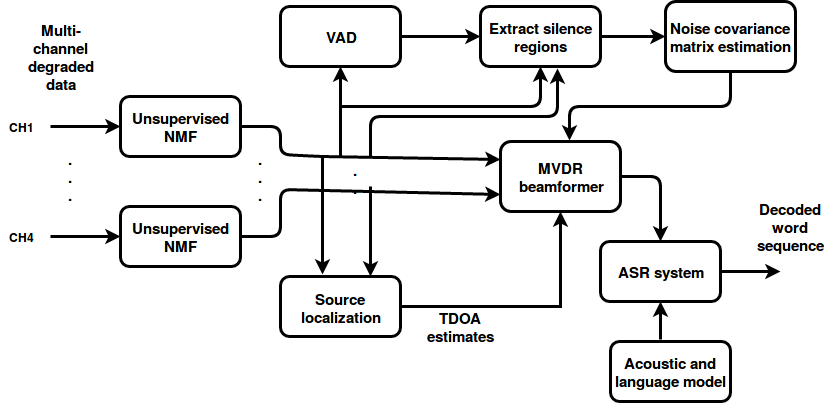 Multi-
channel
degraded
data
VAD
Extract silence
regions
Noise covariance
matrix estimation
CH1
Unsupervised
NMF
MVDR
beamformer
CH4
Unsupervised
NMF
Decoded
word
sequence
ASR system
Source
localization
TDOA
estimates
Acoustic and
language model